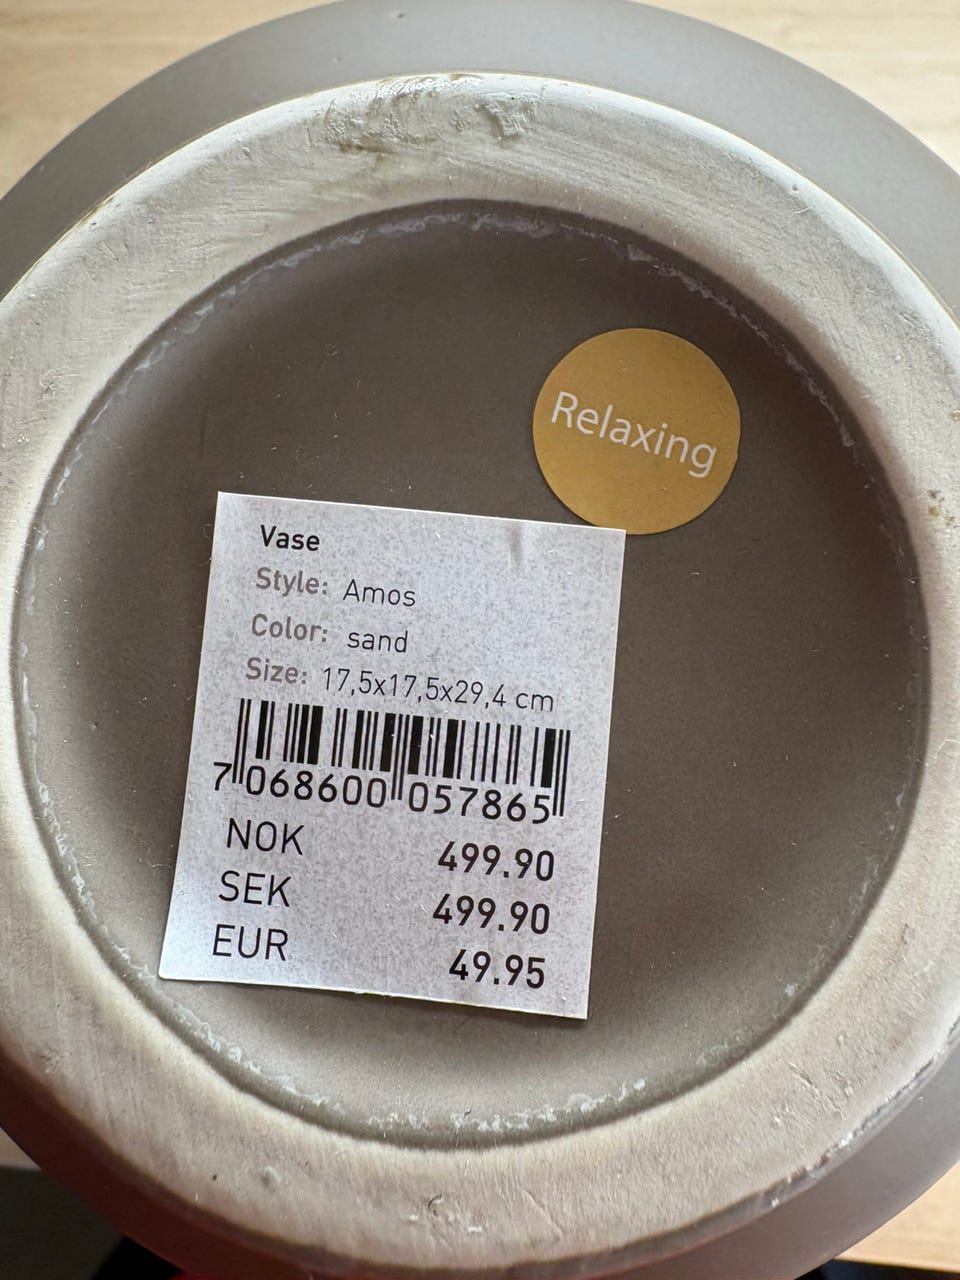 Relaxing
Vase
Style: Amos
Color: sand
Size: 17,5x17,5x29,4 cm
7 068600 057865
NOK 499.90
SEK 499.90
EUR 49.95